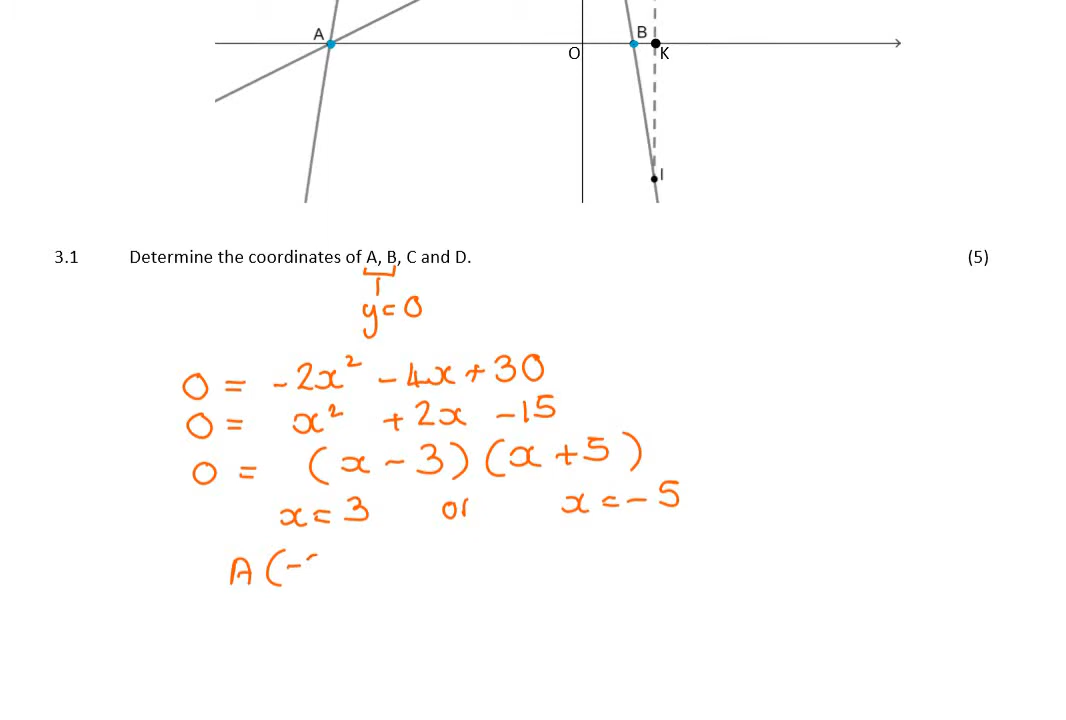 A
B
O
K
I
3.1 Determine the coordinates of A, B, C and D. (5)
y = 0
0 = -2x² - 4x + 30
0 = x² + 2x - 15
0 = (x - 3)(x + 5)
x = 3 or x = -5
A (-